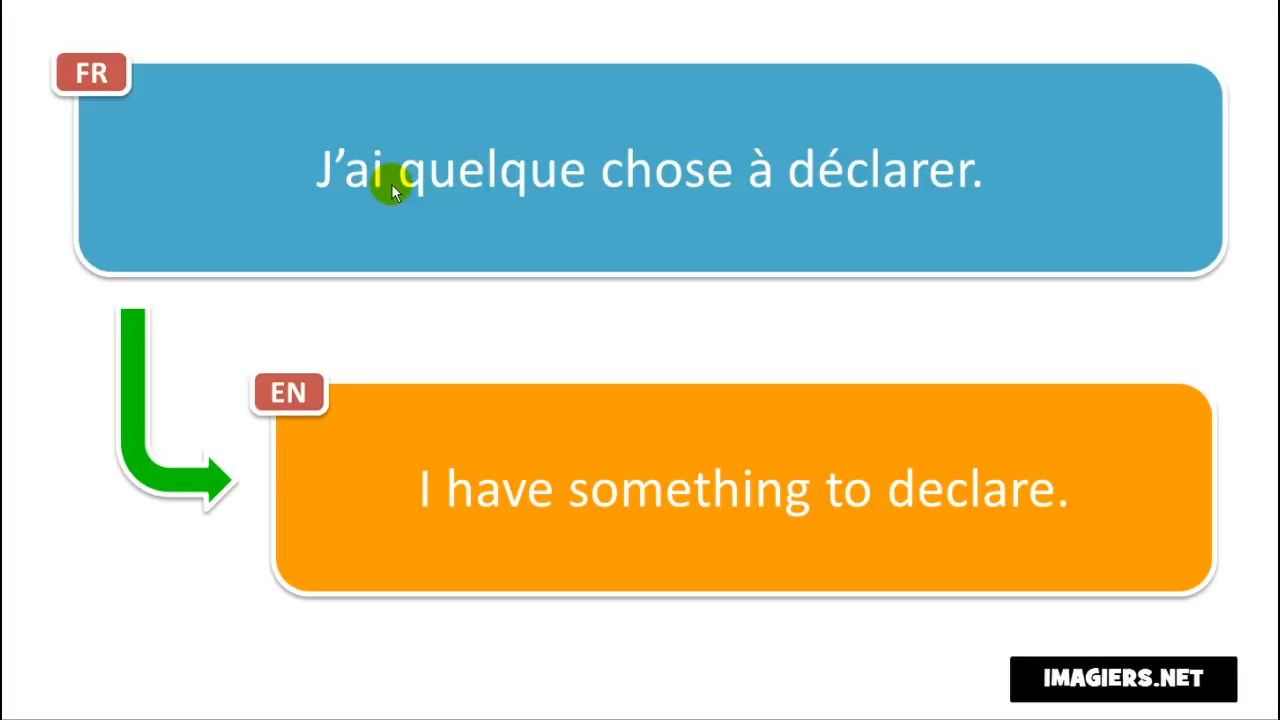 FR
J’ai quelque chose à déclarer.
EN
I have something to declare.
IMAGIERS.NET